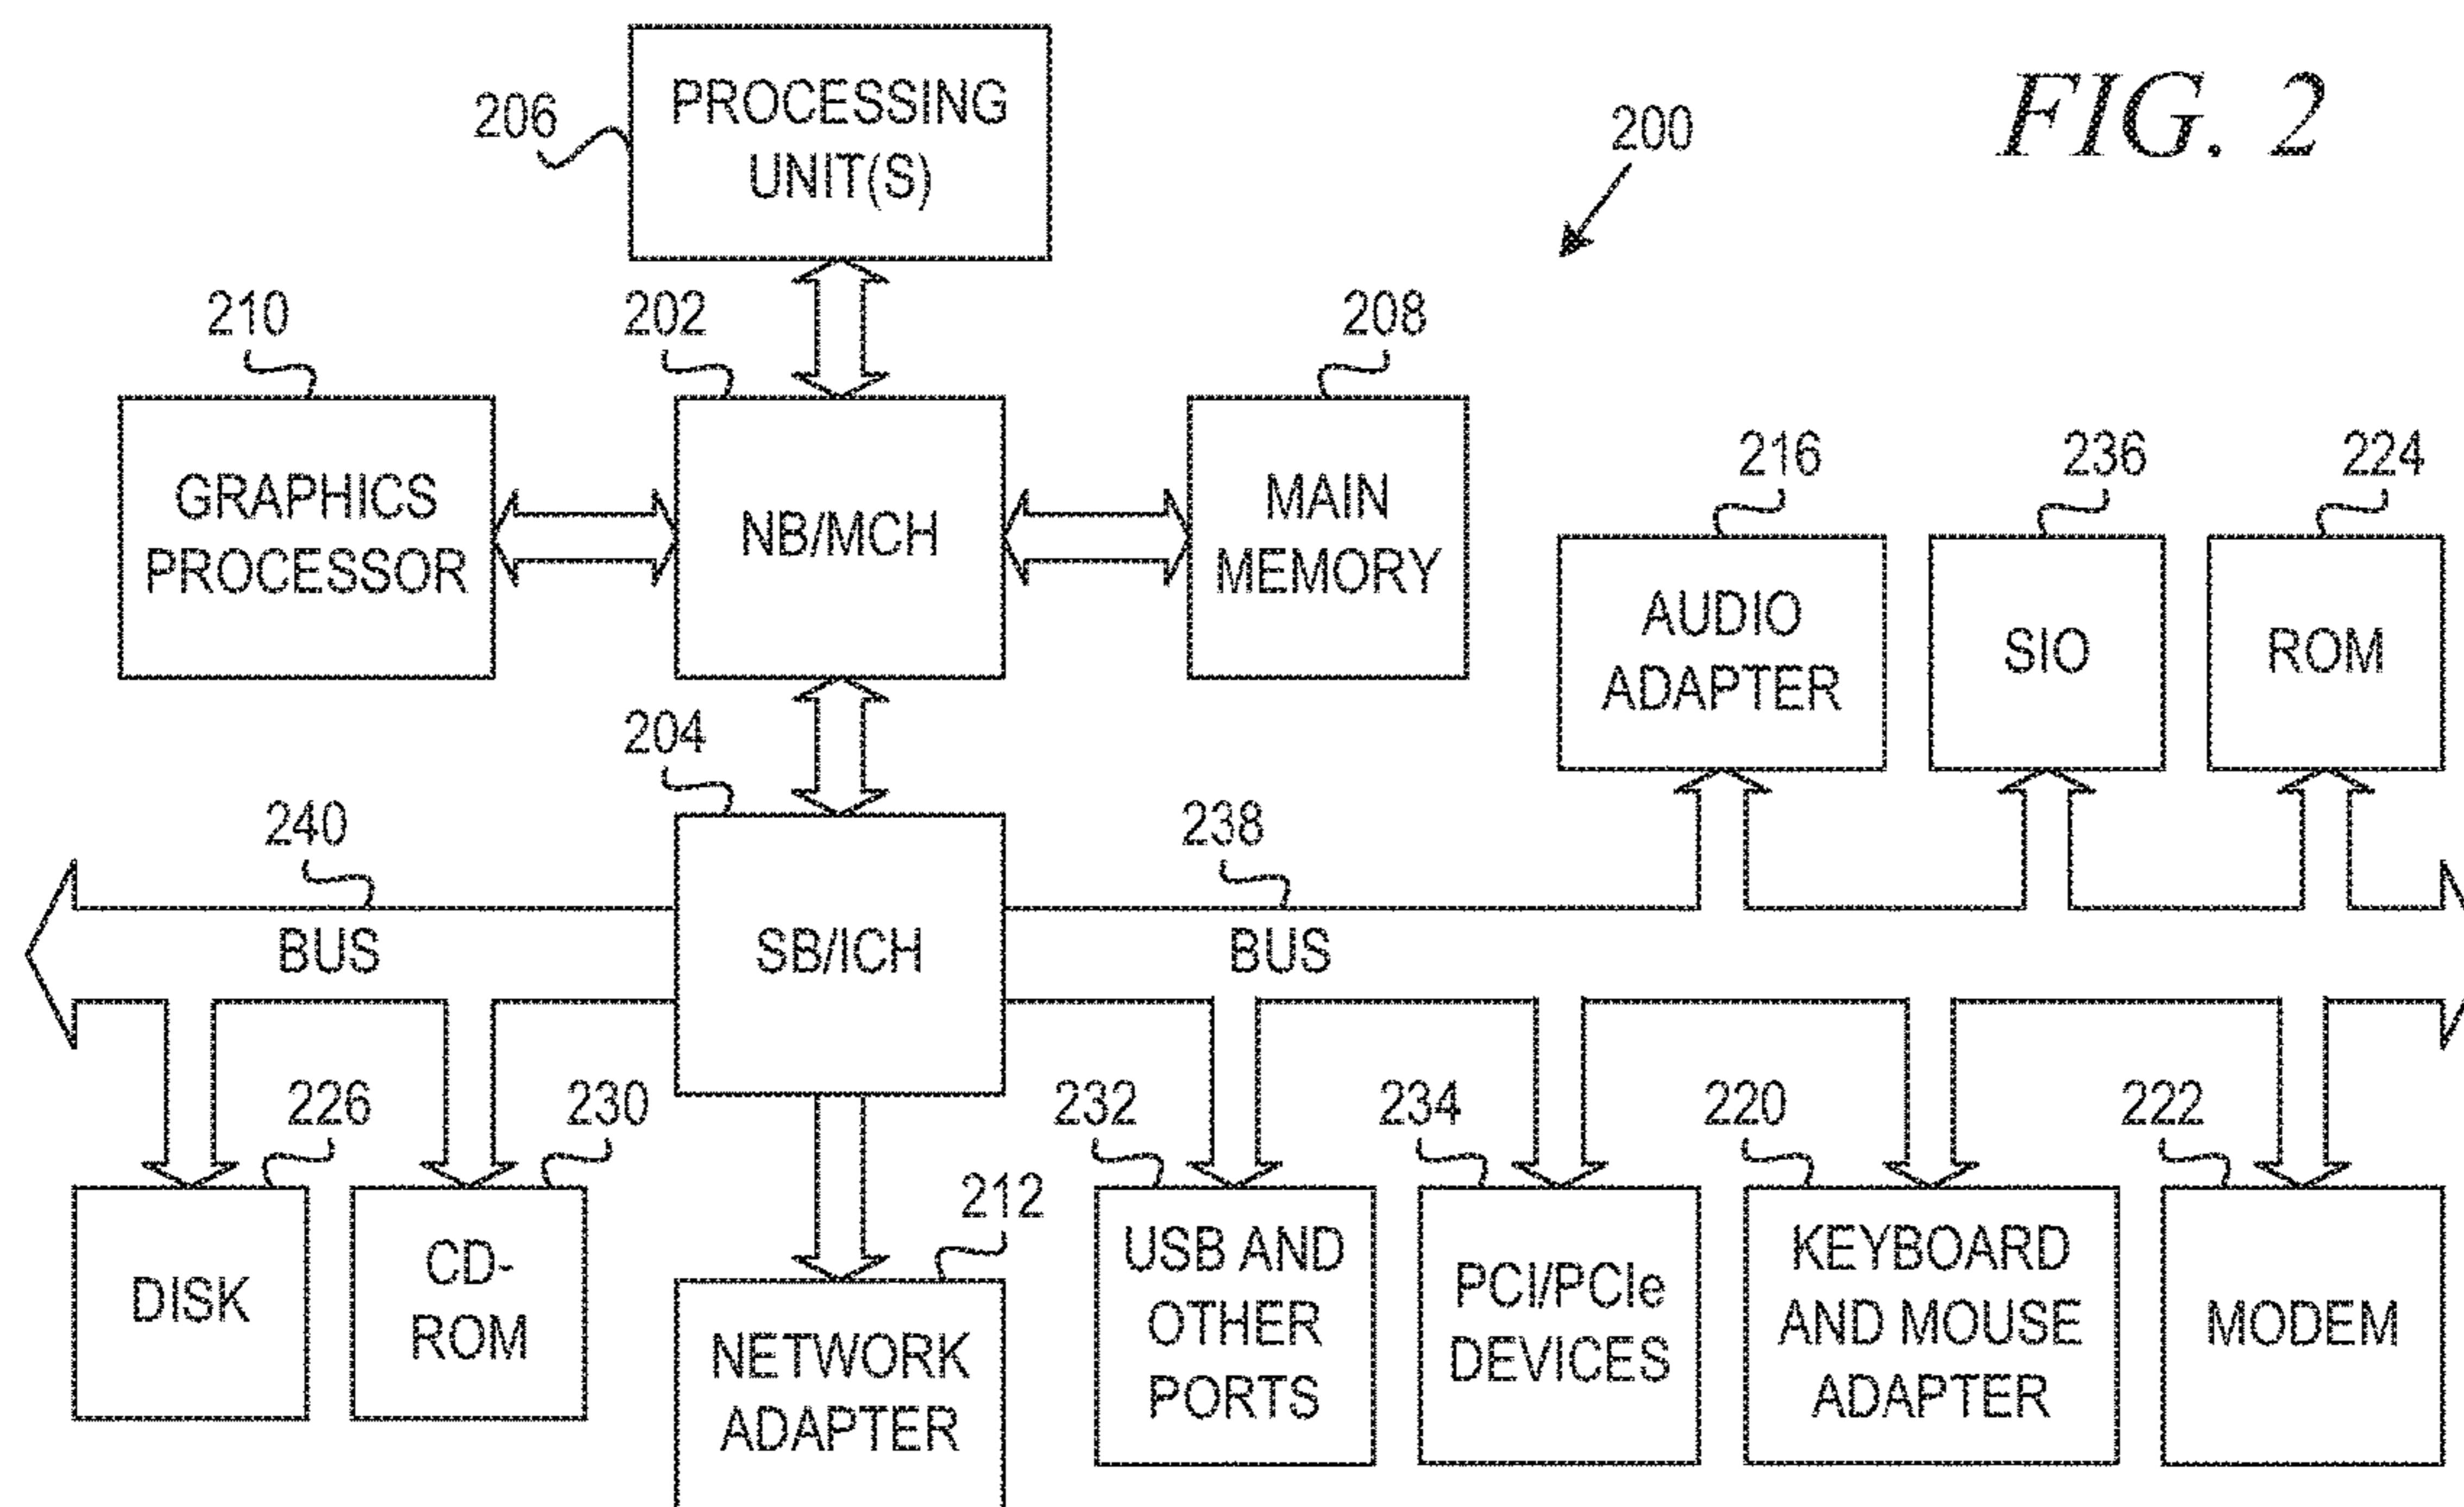 FIG. 2
200
206
PROCESSING
UNIT(S)
210
202
208
GRAPHICS
PROCESSOR
NB/MCH
MAIN
MEMORY
216
236
224
AUDIO
ADAPTER
SIO
ROM
204
240
238
BUS
SB/ICH
BUS
226
230
232
234
220
222
212
DISK
CD-
ROM
NETWORK
ADAPTER
USB AND
OTHER
PORTS
PCI/PCIe
DEVICES
KEYBOARD
AND MOUSE
ADAPTER
MODEM